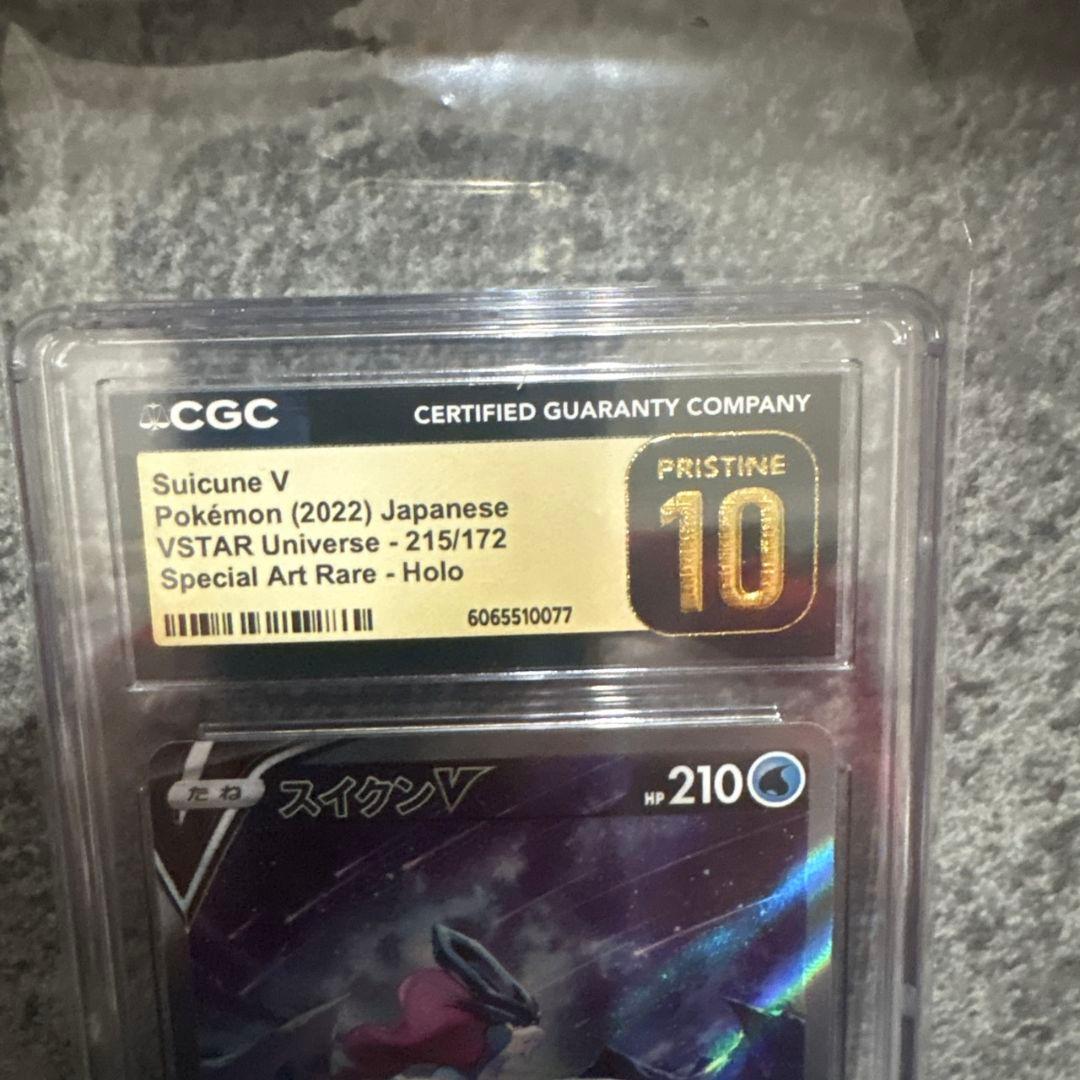 CGC CERTIFIED GUARANTY COMPANY
Suicune V
Pokémon (2022) Japanese
VSTAR Universe - 215/172
Special Art Rare - Holo
6065510077
PRISTINE
10
たね スイクンV HP 210